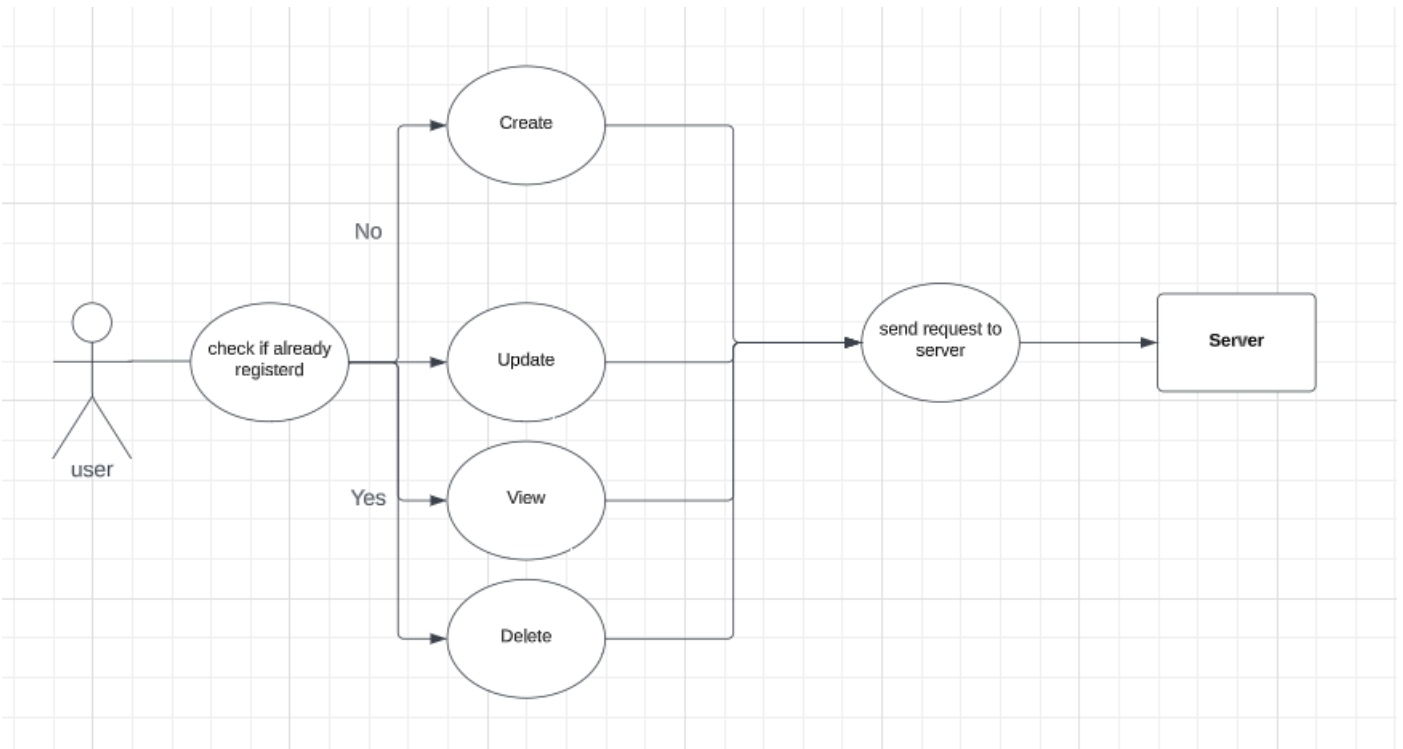 Create
No
user
check if already
registerd
Update
send request to
server
Server
Yes
View
Delete